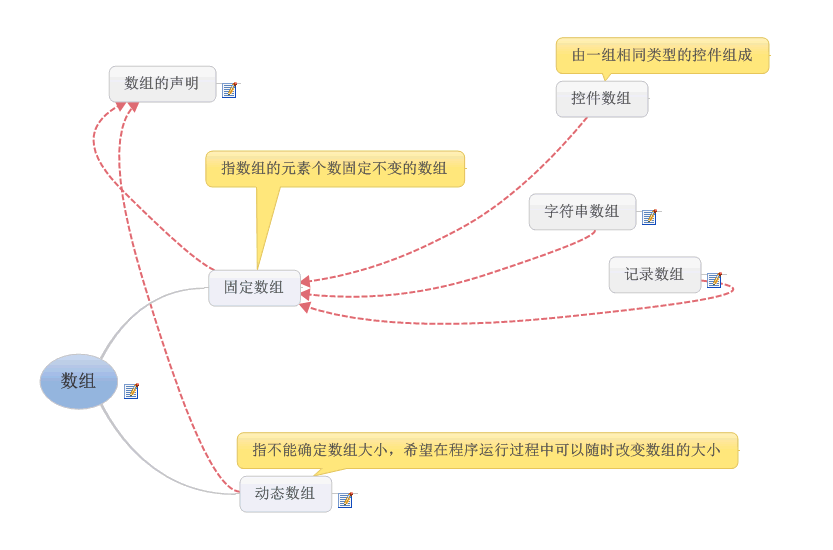 由一组相同类型的控件组成
数组的声明
控件数组
指数组的元素个数固定不变的数组
字符串数组
记录数组
固定数组
数组
指不能确定数组大小，希望在程序运行过程中可以随时改变数组的大小
动态数组